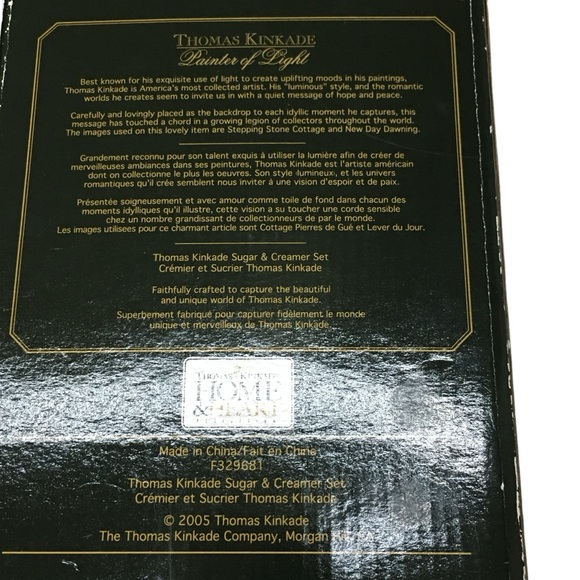 THOMAS KINKADE
Painter of Light
Best known for his exquisite use of light to create uplifting moods in his paintings,
Thomas Kinkade is America's most collected artist. His "luminous" style, and the romantic
worlds he creates seem to invite us in with a quiet message of hope and peace.
Carefully and lovingly placed as the backdrop to each idyllic moment he captures, this
message has touched a chord in a growing legion of collectors throughout the world.
The images used on this lovely item are Stepping Stone Cottage and New Day Dawning.
Grandement reconnu pour son talent exquis à utiliser la lumière afin de créer de
merveilleuses ambiances dans ses peintures, Thomas Kinkade est l'artiste américain
dont on collectionne le plus les oeuvres. Son style «lumineux», et les univers
romantiques qu'il crée semblent nous inviter à une vision d'espoir et de paix.
Présentée soigneusement et avec amour comme toile de fond dans chacun des
moments idylliques qu'il illustre, cette vision a su toucher une corde sensible
chez un nombre grandissant de collectionneurs de par le monde.
Les images utilisees pour ce charmant article sont Cottage Pierres de Gué et Lever du Jour.
Thomas Kinkade Sugar & Creamer Set
Crémier et Sucrier Thomas Kinkade
Faithfully crafted to capture the beautiful
and unique world of Thomas Kinkade.
Superbement fabriqué pour capturer fidèlement le monde
unique et merveilleux de Thomas Kinkade.
THOMAS KINKADE
HOME
& HEART
Made in China/Fait en Chine
F329681
Thomas Kinkade Sugar & Creamer Set
Crémier et Sucrier Thomas Kinkade
© 2005 Thomas Kinkade
The Thomas Kinkade Company, Morgan